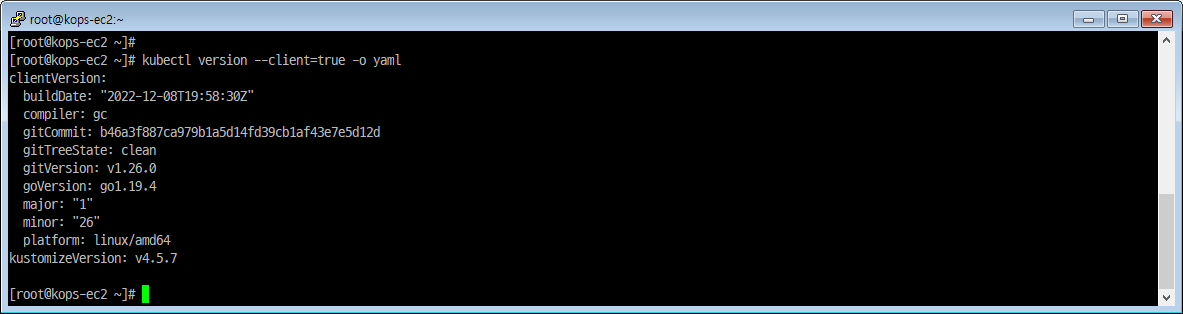 root@kops-ec2:~
[root@kops-ec2 ~]#
[root@kops-ec2 ~]# kubectl version --client=true -o yaml
clientVersion:
  buildDate: "2022-12-08T19:58:30Z"
  compiler: gc
  gitCommit: b46a3f887ca979b1a5d14fd39cb1af43e7e5d12d
  gitTreeState: clean
  gitVersion: v1.26.0
  goVersion: go1.19.4
  major: "1"
  minor: "26"
  platform: linux/amd64
kustomizeVersion: v4.5.7
[root@kops-ec2 ~]#